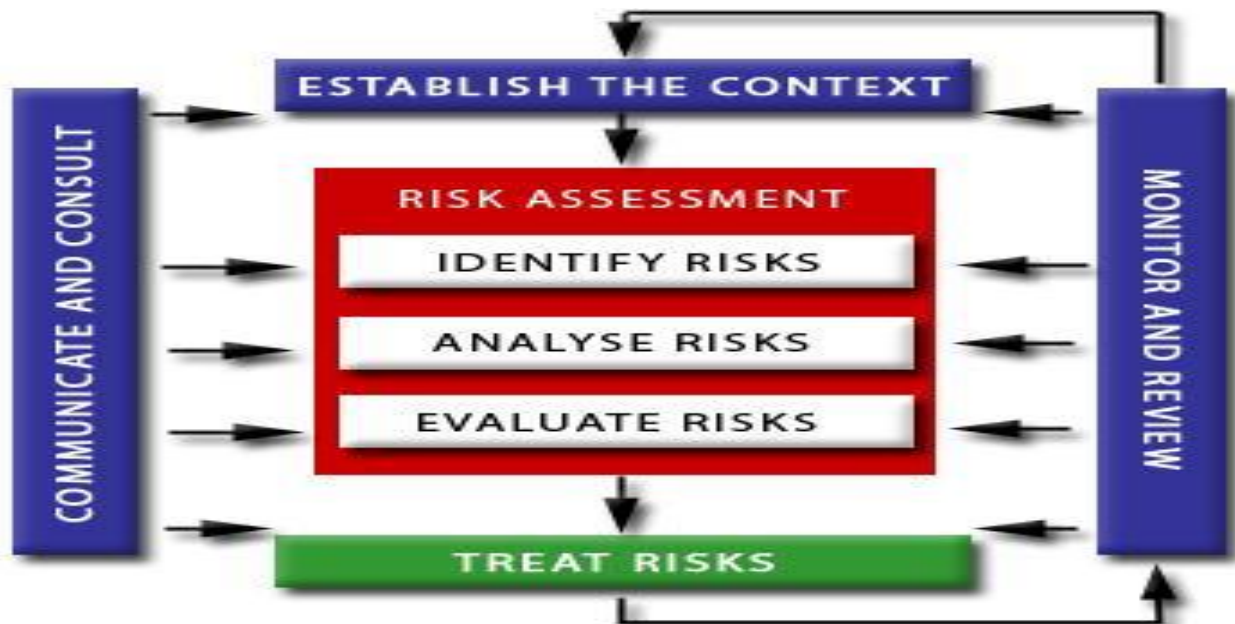 ESTABLISH THE CONTEXT
COMMUNICATE AND CONSULT
RISK ASSESSMENT
IDENTIFY RISKS
ANALYSE RISKS
EVALUATE RISKS
MONITOR AND REVIEW
TREAT RISKS